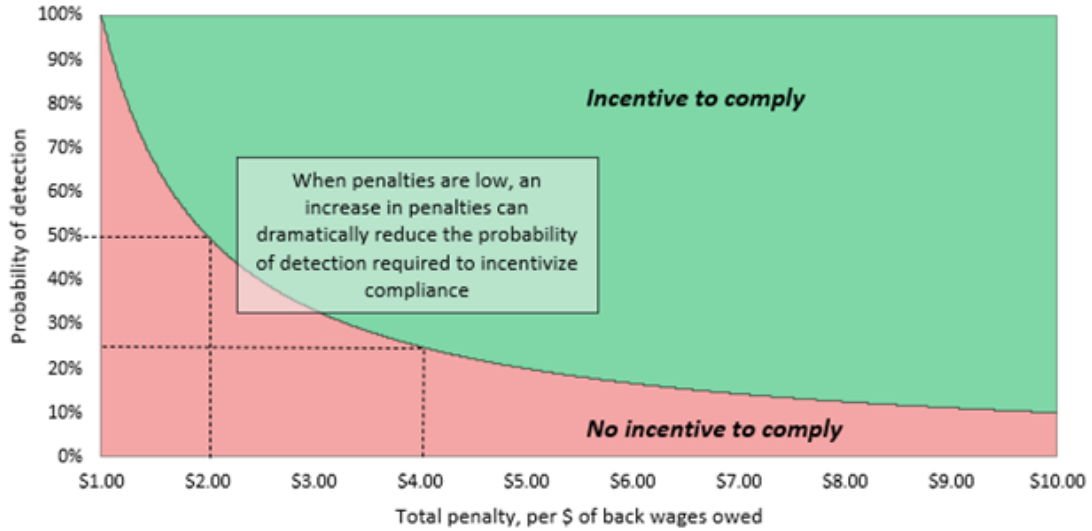 100%
90%
80%
70%
60%
50%
40%
30%
20%
10%
0%
Probability of detection
Incentive to comply
When penalties are low, an
increase in penalties can
dramatically reduce the probability
of detection required to incentivize
compliance
No incentive to comply
$1.00 $2.00 $3.00 $4.00 $5.00 $6.00 $7.00 $8.00 $9.00 $10.00
Total penalty, per $ of back wages owed